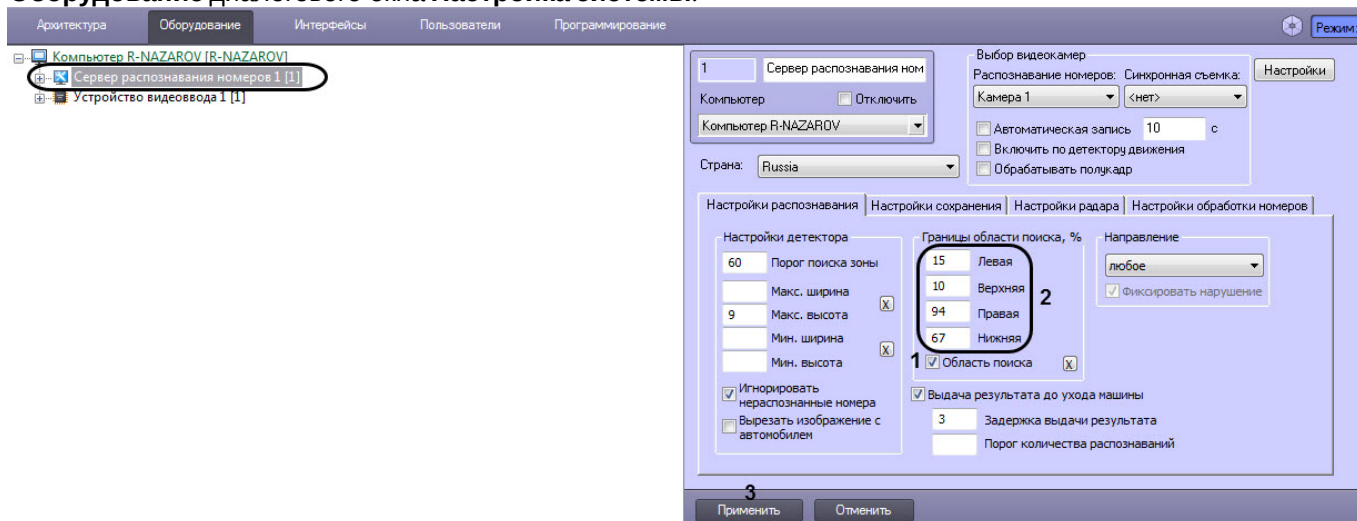 Оборудование диалогового окна Настройка системы.
Архитектура Оборудование Интерфейсы Пользователи Программирование Режим:
Компьютер R-NAZAROV [R-NAZAROV]
Сервер распознавания номеров 1 [1]
Устройство видеоввода 1 [1]
1 Сервер распознавания ном
Компьютер Отключить
Компьютер R-NAZAROV
Страна: Russia
Выбор видеокамер
Распознавание номеров: Синхронная съемка:
Камера 1 <нет>
Настройки
Автоматическая запись 10 с
Включить по детектору движения
Обрабатывать полукадр
Настройки распознавания Настройки сохранения Настройки радара Настройки обработки номеров
Настройки детектора
60 Порог поиска зоны
Макс. ширина
X
9 Макс. высота
Мин. ширина
X
Мин. высота
Игнорировать
нераспознанные номера
Вырезать изображение с
автомобилем
Границы области поиска, %
15 Левая
10 Верхняя
2
94 Правая
67 Нижняя
1 Область поиска X
Направление
любое
Фиксировать нарушение
Выдача результата до ухода машины
3 Задержка выдачи результата
Порог количества распознаваний
3
Применить Отменить